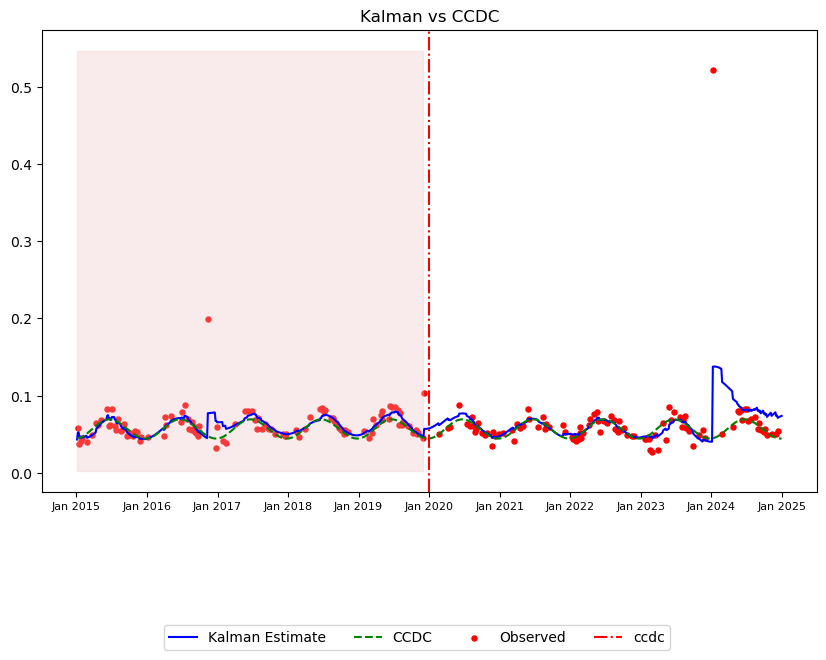 Kalman vs CCDC
0.5
0.4
0.3
0.2
0.1
0.0
Jan 2015 Jan 2016 Jan 2017 Jan 2018 Jan 2019 Jan 2020 Jan 2021 Jan 2022 Jan 2023 Jan 2024 Jan 2025
Kalman Estimate CCDC Observed ccdc